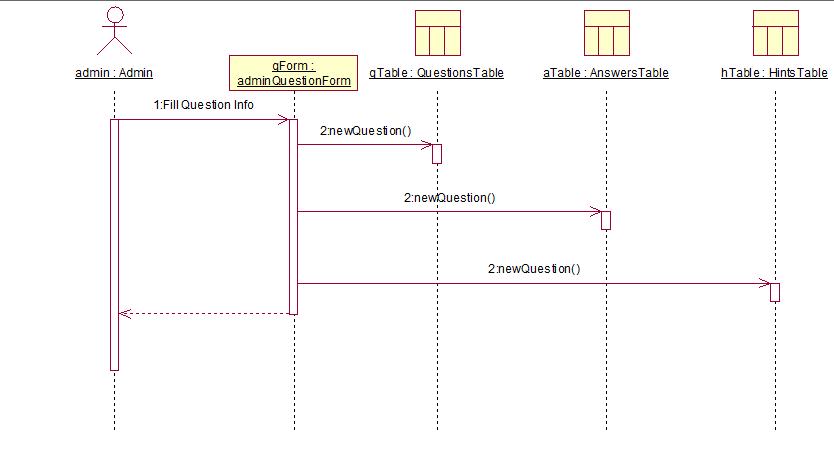 admin : Admin
qForm :
adminQuestionForm
qTable : QuestionsTable
aTable : AnswersTable
hTable : HintsTable
1:Fill Question Info
2:newQuestion()
2:newQuestion()
2:newQuestion()